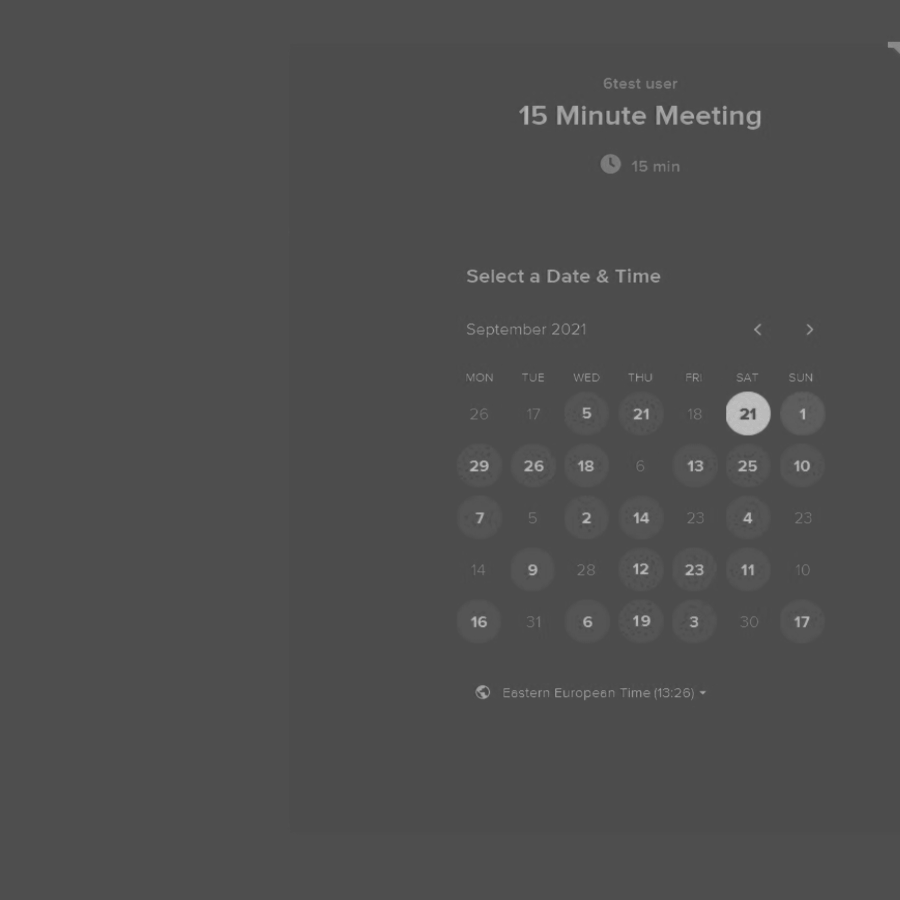 6test user
15 Minute Meeting
15 min
Select a Date & Time
September 2021
MON TUE WED THU FRI SAT SUN
26 17 5 21 18 21 1
29 26 18 6 13 25 10
7 5 2 14 23 4 23
14 9 28 12 23 11 10
16 31 6 19 3 30 17
Eastern European Time (13:26)